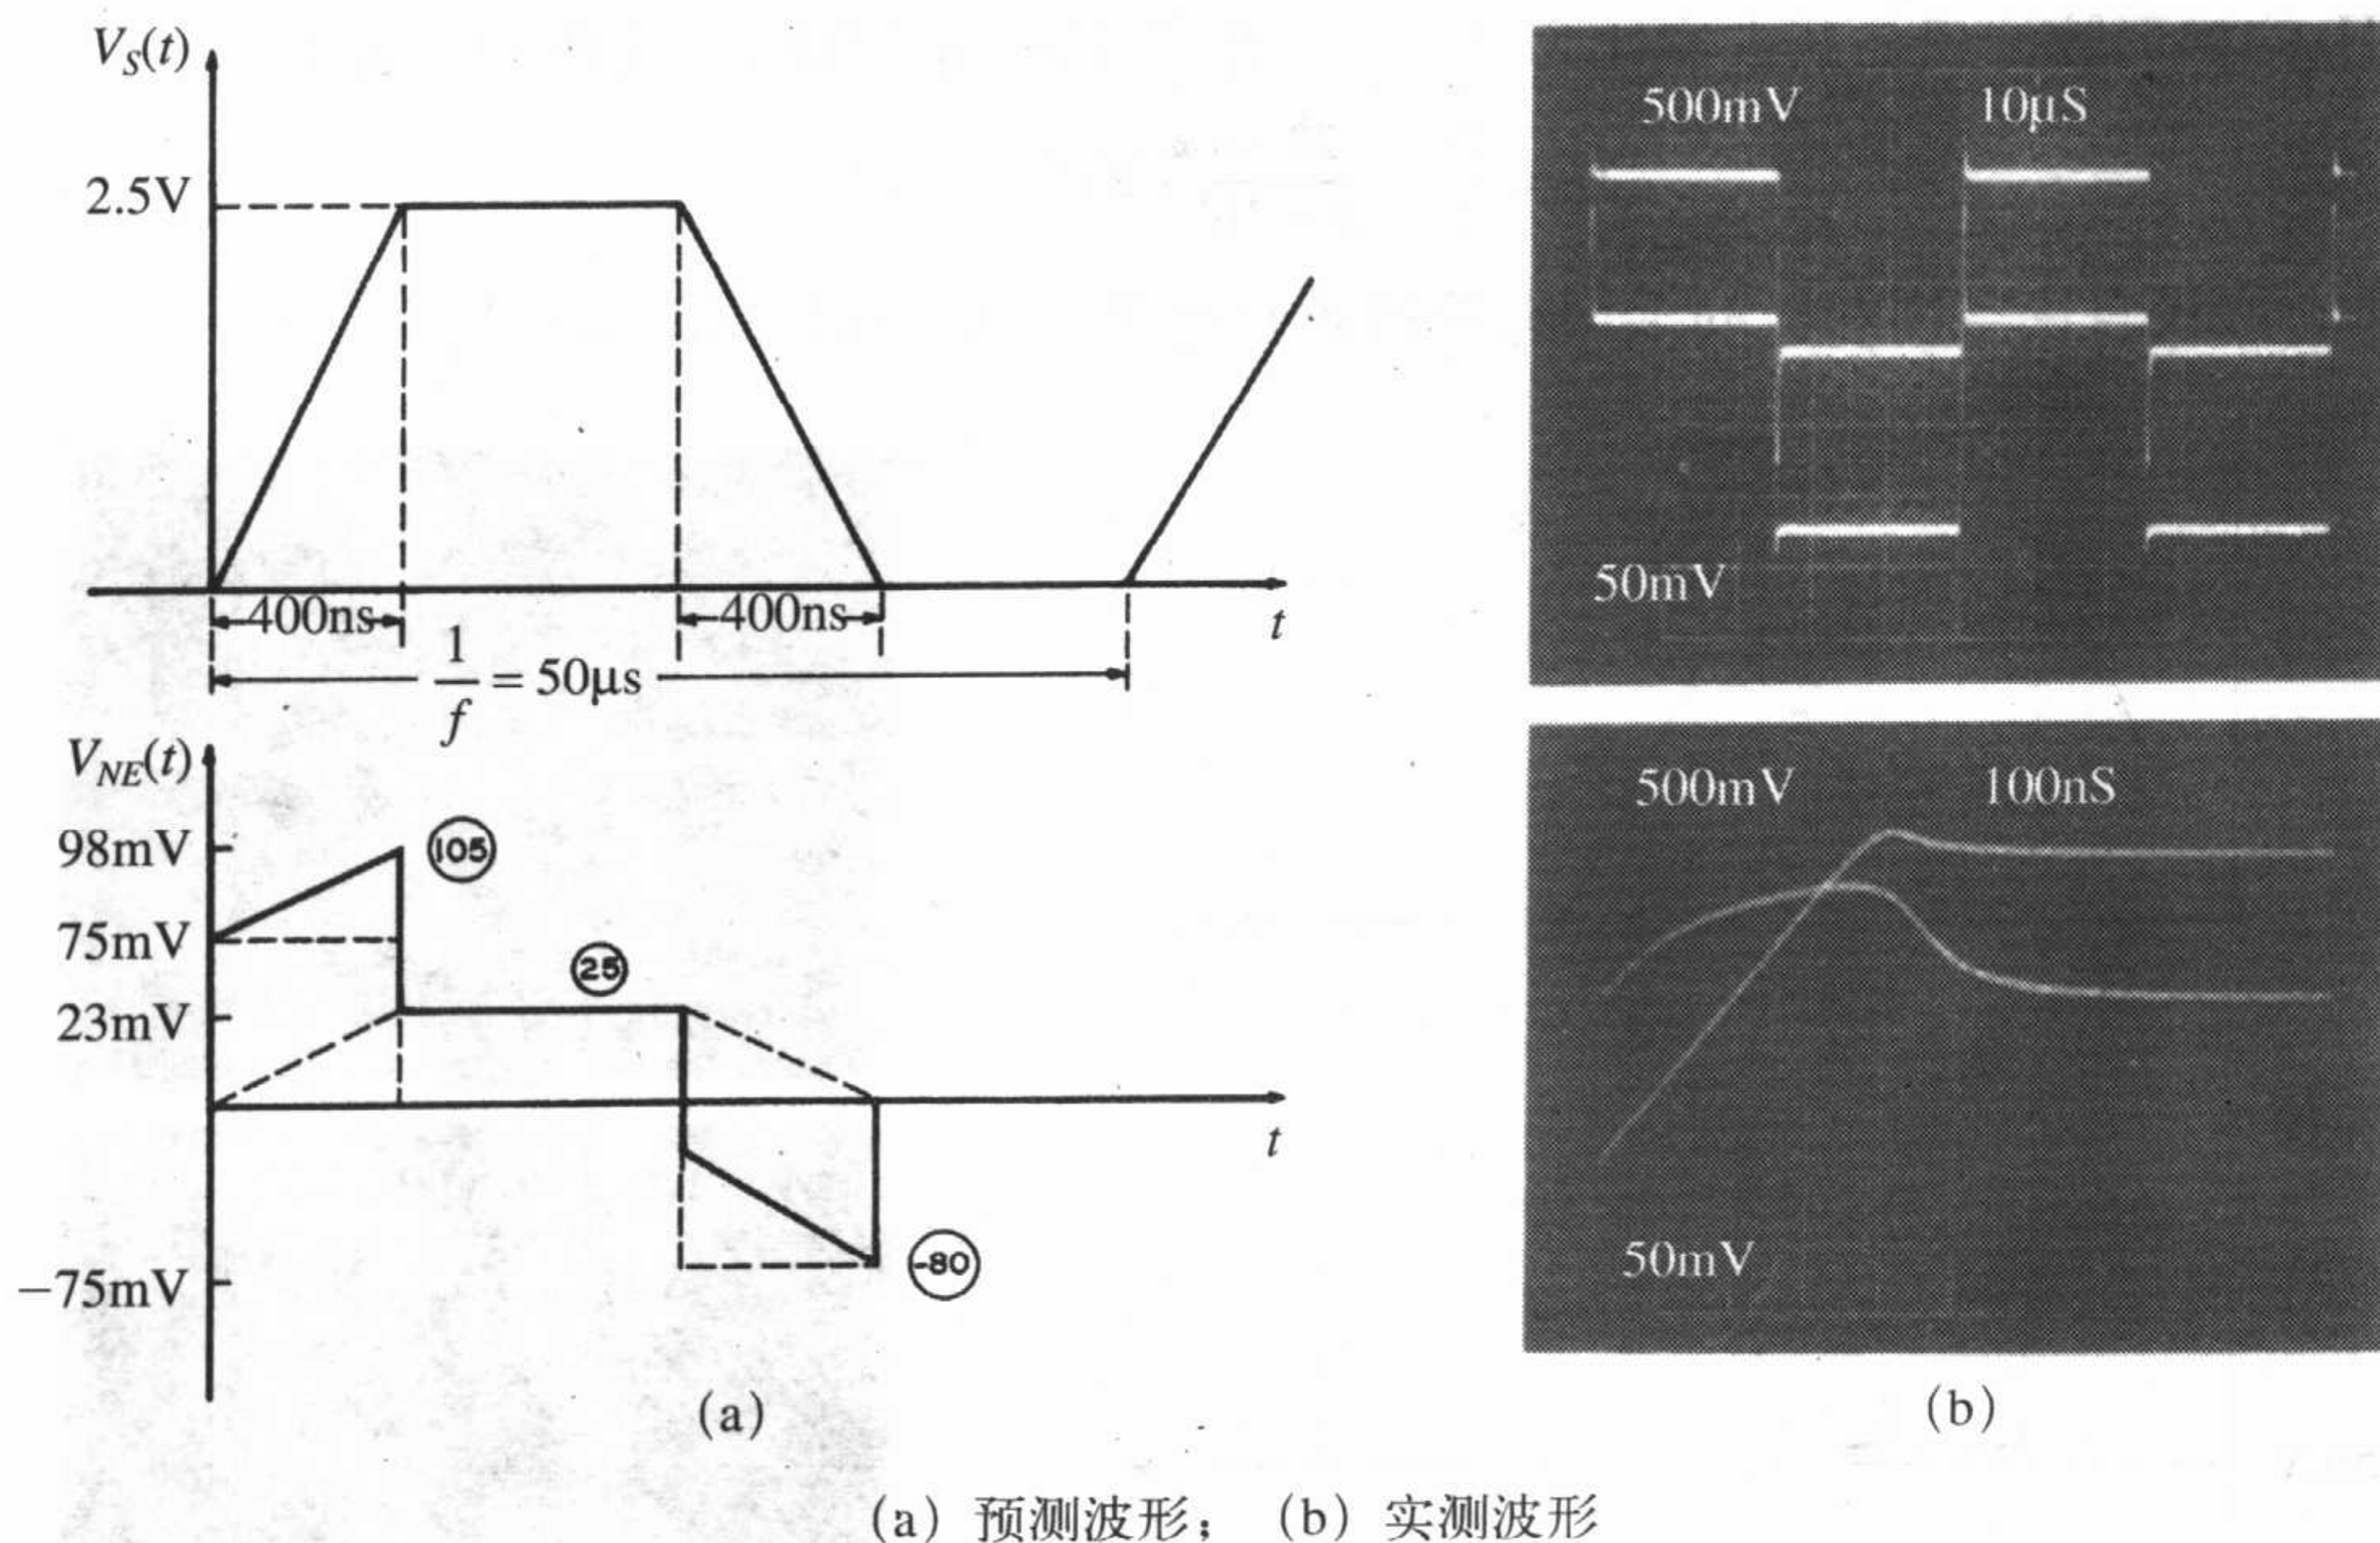 V_S(t)
2.5V
400ns
400ns
t
1/f = 50μs
V_NE(t)
98mV
105
75mV
25
23mV
t
-80
−75mV
(a)
500mV 10μS
50mV
500mV 100nS
50mV
(b)
(a) 预测波形； (b) 实测波形